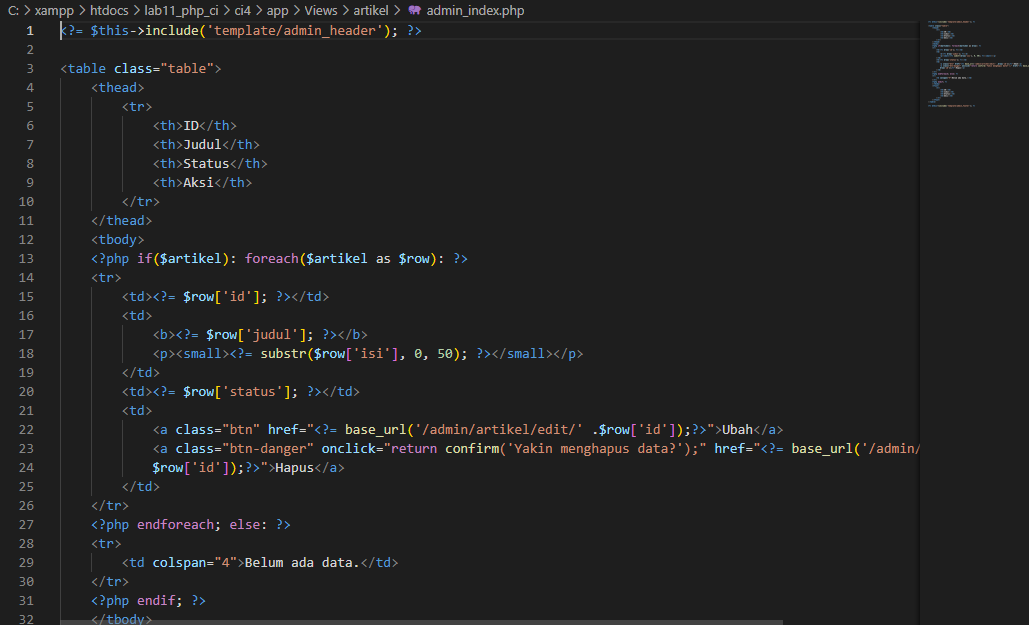 C: > xampp > htdocs > lab11_php_ci > ci4 > app > Views > artikel > admin_index.php
1 <?= $this->include('template/admin_header'); ?>
2
3 <table class="table">
4 <thead>
5 <tr>
6 <th>ID</th>
7 <th>Judul</th>
8 <th>Status</th>
9 <th>Aksi</th>
10 </tr>
11 </thead>
12 <tbody>
13 <?php if($artikel): foreach($artikel as $row): ?>
14 <tr>
15 <td><?= $row['id']; ?></td>
16 <td>
17 <b><?= $row['judul']; ?></b>
18 <p><small><?= substr($row['isi'], 0, 50); ?></small></p>
19 </td>
20 <td><?= $row['status']; ?></td>
21 <td>
22 <a class="btn" href="<?= base_url('/admin/artikel/edit/' .$row['id']);?>">Ubah</a>
23 <a class="btn-danger" onclick="return confirm('Yakin menghapus data?');" href="<?= base_url('/admin/
24 $row['id']);?>">Hapus</a>
25 </td>
26 </tr>
27 <?php endforeach; else: ?>
28 <tr>
29 <td colspan="4">Belum ada data.</td>
30 </tr>
31 <?php endif; ?>
32 </tbody>